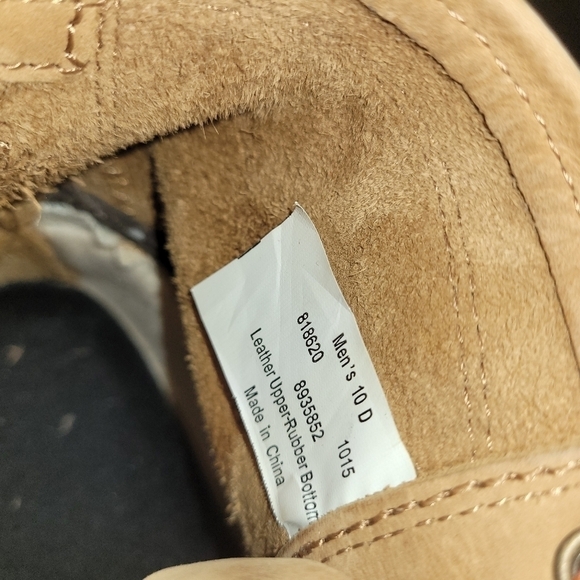 Men's 10 D 1015
818620 8935852
Leather Upper-Rubber Bottom
Made in China